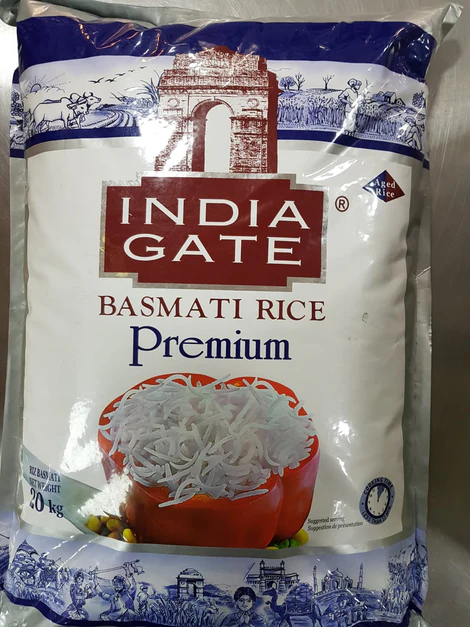 Aged
Rice
INDIA
GATE ®
BASMATI RICE
Premium
RIZ BASMATI
NET WEIGHT
20 kg
Suggested serving
Suggestion de présentation